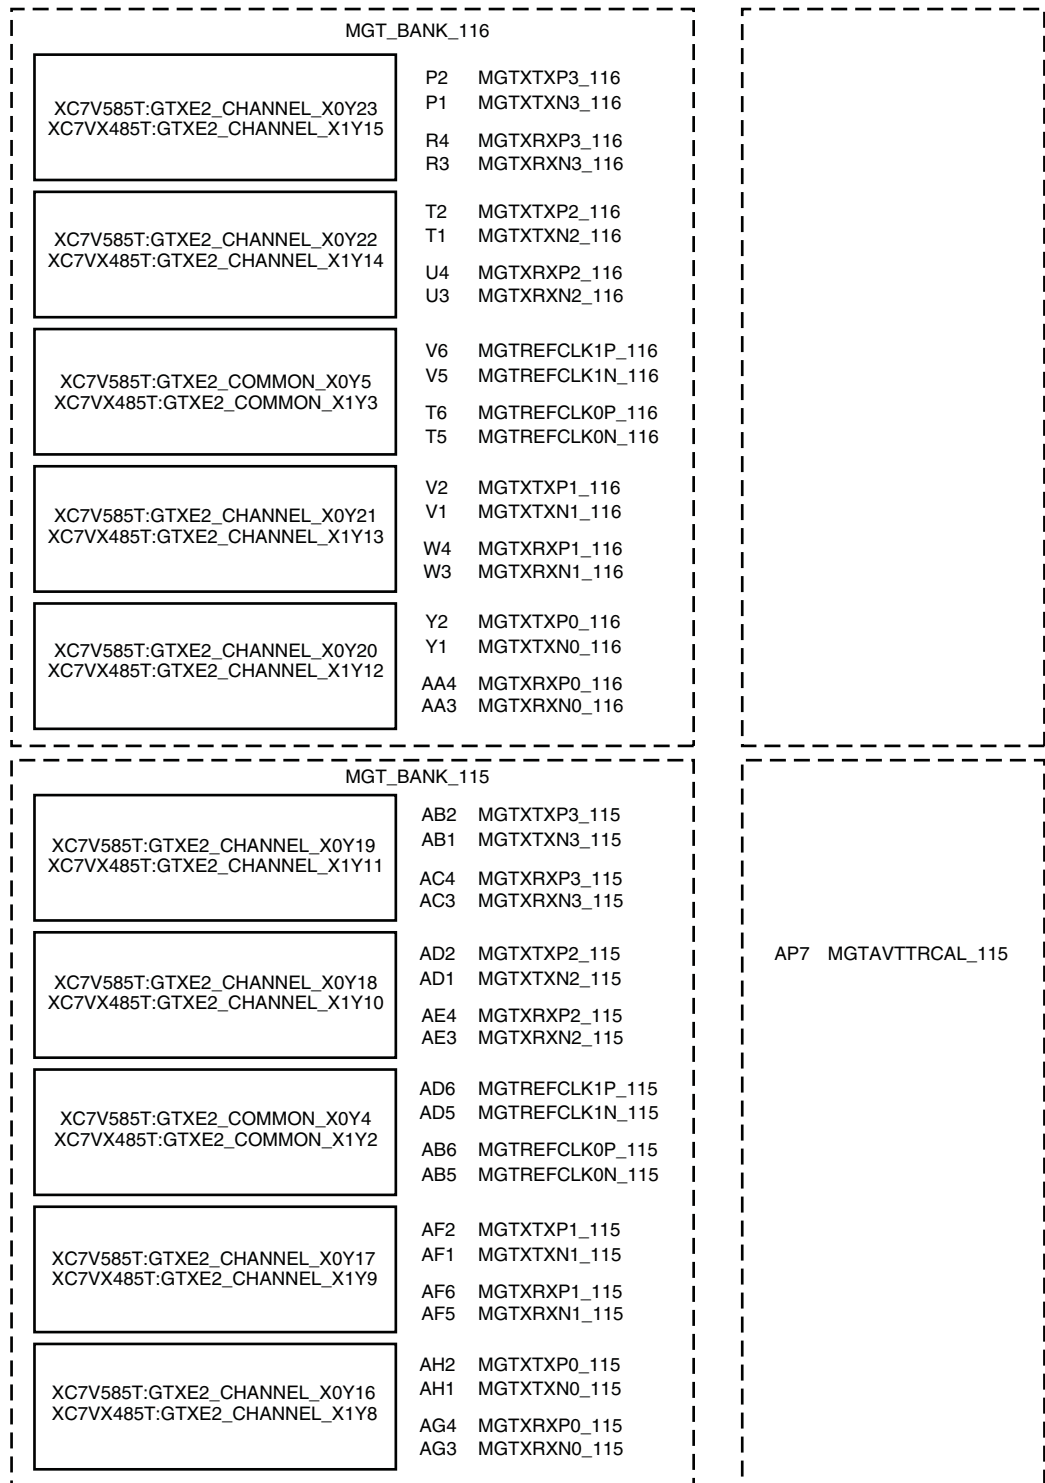 MGT_BANK_116
XC7V585T:GTXE2_CHANNEL_X0Y23
XC7VX485T:GTXE2_CHANNEL_X1Y15
P2 MGTXTXP3_116
P1 MGTXTXN3_116
R4 MGTXRXP3_116
R3 MGTXRXN3_116
XC7V585T:GTXE2_CHANNEL_X0Y22
XC7VX485T:GTXE2_CHANNEL_X1Y14
T2 MGTXTXP2_116
T1 MGTXTXN2_116
U4 MGTXRXP2_116
U3 MGTXRXN2_116
XC7V585T:GTXE2_COMMON_X0Y5
XC7VX485T:GTXE2_COMMON_X1Y3
V6 MGTREFCLK1P_116
V5 MGTREFCLK1N_116
T6 MGTREFCLK0P_116
T5 MGTREFCLK0N_116
XC7V585T:GTXE2_CHANNEL_X0Y21
XC7VX485T:GTXE2_CHANNEL_X1Y13
V2 MGTXTXP1_116
V1 MGTXTXN1_116
W4 MGTXRXP1_116
W3 MGTXRXN1_116
XC7V585T:GTXE2_CHANNEL_X0Y20
XC7VX485T:GTXE2_CHANNEL_X1Y12
Y2 MGTXTXP0_116
Y1 MGTXTXN0_116
AA4 MGTXRXP0_116
AA3 MGTXRXN0_116
MGT_BANK_115
XC7V585T:GTXE2_CHANNEL_X0Y19
XC7VX485T:GTXE2_CHANNEL_X1Y11
AB2 MGTXTXP3_115
AB1 MGTXTXN3_115
AC4 MGTXRXP3_115
AC3 MGTXRXN3_115
XC7V585T:GTXE2_CHANNEL_X0Y18
XC7VX485T:GTXE2_CHANNEL_X1Y10
AD2 MGTXTXP2_115
AD1 MGTXTXN2_115
AE4 MGTXRXP2_115
AE3 MGTXRXN2_115
XC7V585T:GTXE2_COMMON_X0Y4
XC7VX485T:GTXE2_COMMON_X1Y2
AD6 MGTREFCLK1P_115
AD5 MGTREFCLK1N_115
AB6 MGTREFCLK0P_115
AB5 MGTREFCLK0N_115
XC7V585T:GTXE2_CHANNEL_X0Y17
XC7VX485T:GTXE2_CHANNEL_X1Y9
AF2 MGTXTXP1_115
AF1 MGTXTXN1_115
AF6 MGTXRXP1_115
AF5 MGTXRXN1_115
XC7V585T:GTXE2_CHANNEL_X0Y16
XC7VX485T:GTXE2_CHANNEL_X1Y8
AH2 MGTXTXP0_115
AH1 MGTXTXN0_115
AG4 MGTXRXP0_115
AG3 MGTXRXN0_115
AP7 MGTAVTTRCAL_115